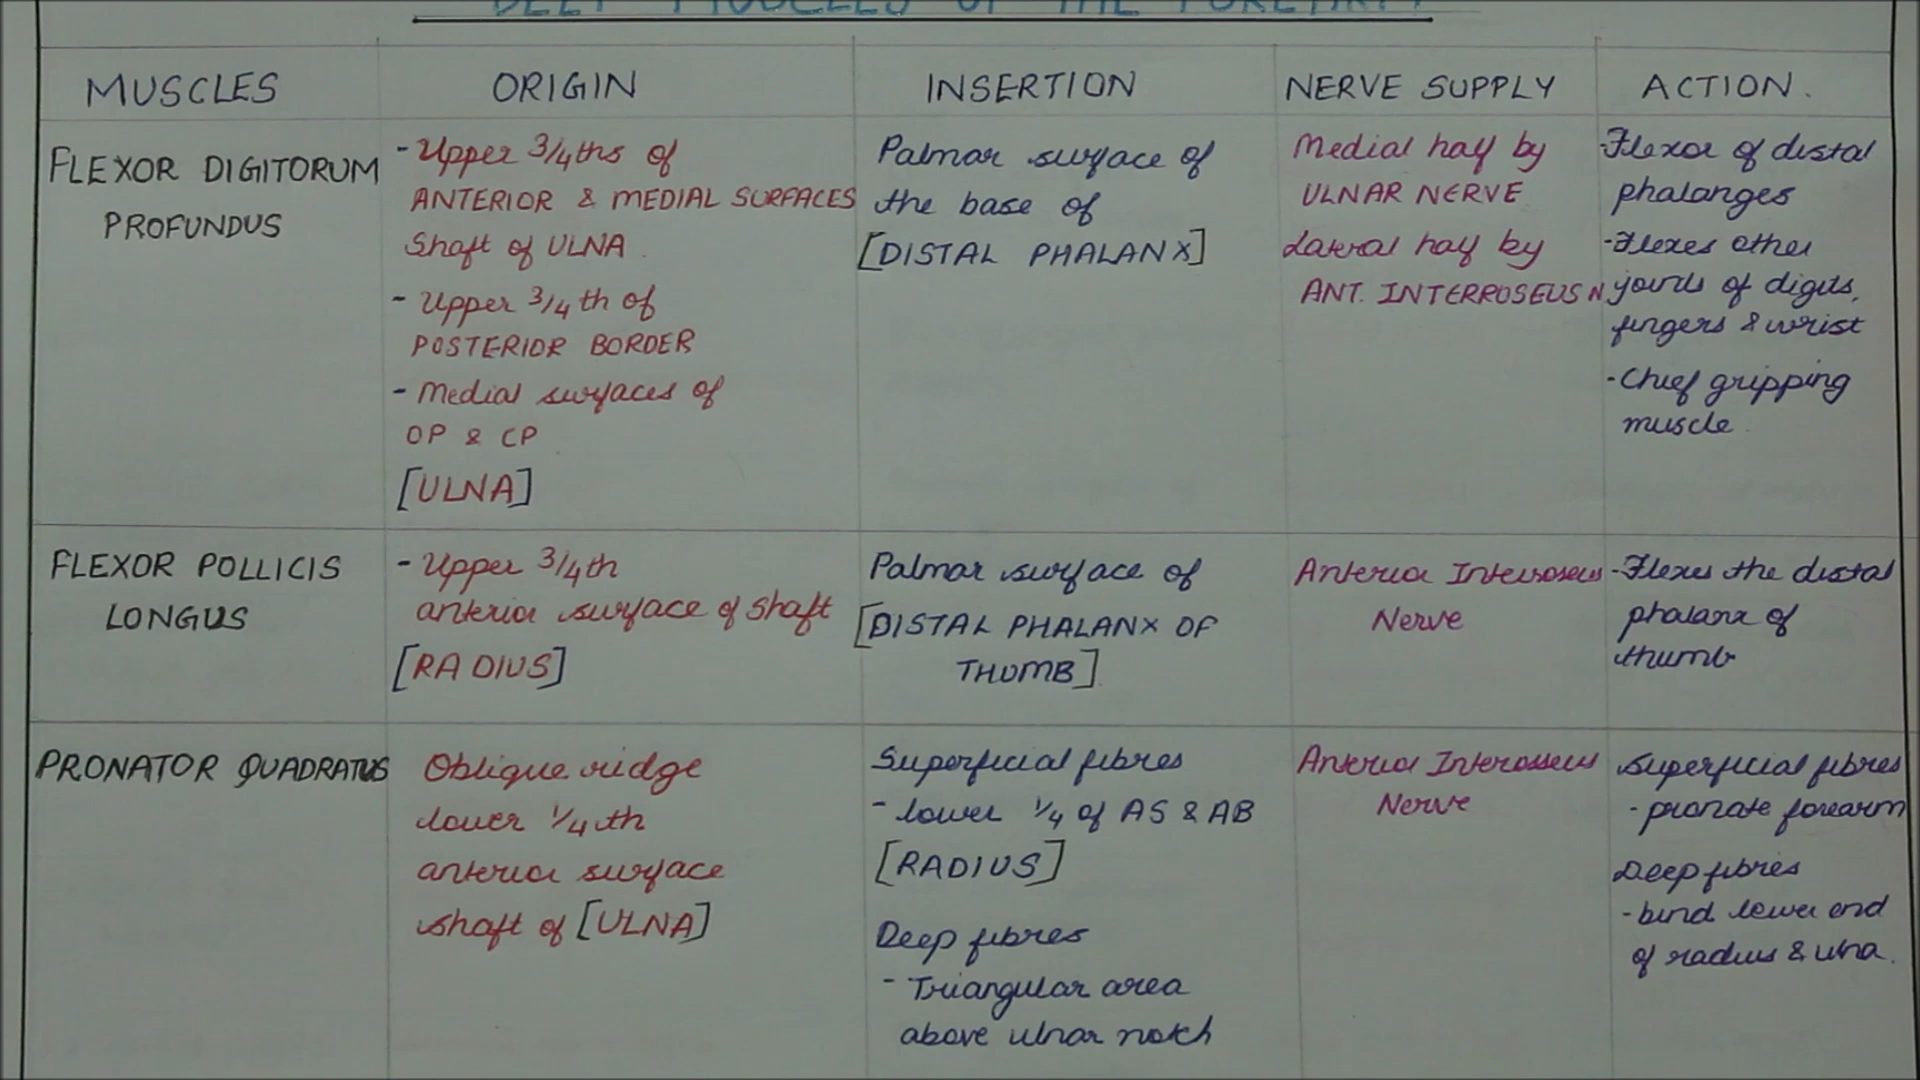 DEEP MUSCLES OF THE FOREARM
MUSCLES
ORIGIN
INSERTION
NERVE SUPPLY
ACTION.
FLEXOR DIGITORUM
PROFUNDUS
- Upper 3/4ths of
ANTERIOR & MEDIAL SURFACES
Shaft of ULNA.
- Upper 3/4th of
POSTERIOR BORDER
- Medial surfaces of
OP & CP
[ULNA]
Palmar surface of
the base of
[DISTAL PHALANX]
Medial half by
ULNAR NERVE
Lateral half by
ANT. INTERROSEUS N
-Flexor of distal
phalanges
-Flexes other
joints of digits,
fingers & wrist
-Chief gripping
muscle.
FLEXOR POLLICIS
LONGUS
- Upper 3/4th
anterior surface of shaft
[RADIUS]
Palmar surface of
[DISTAL PHALANX OF
THUMB]
Anterior Interosseus
Nerve
-Flexes the distal
phalanx of
thumb
PRONATOR QUADRATUS
Oblique ridge
lower 1/4th
anterior surface
shaft of [ULNA]
Superficial fibres
- lower 1/4 of AS & AB
[RADIUS]
Deep fibres
- Triangular area
above ulnar notch
Anterior Interosseus
Nerve
Superficial fibres
- pronate forearm
Deep fibres
- bind lower end
of radius & ulna.